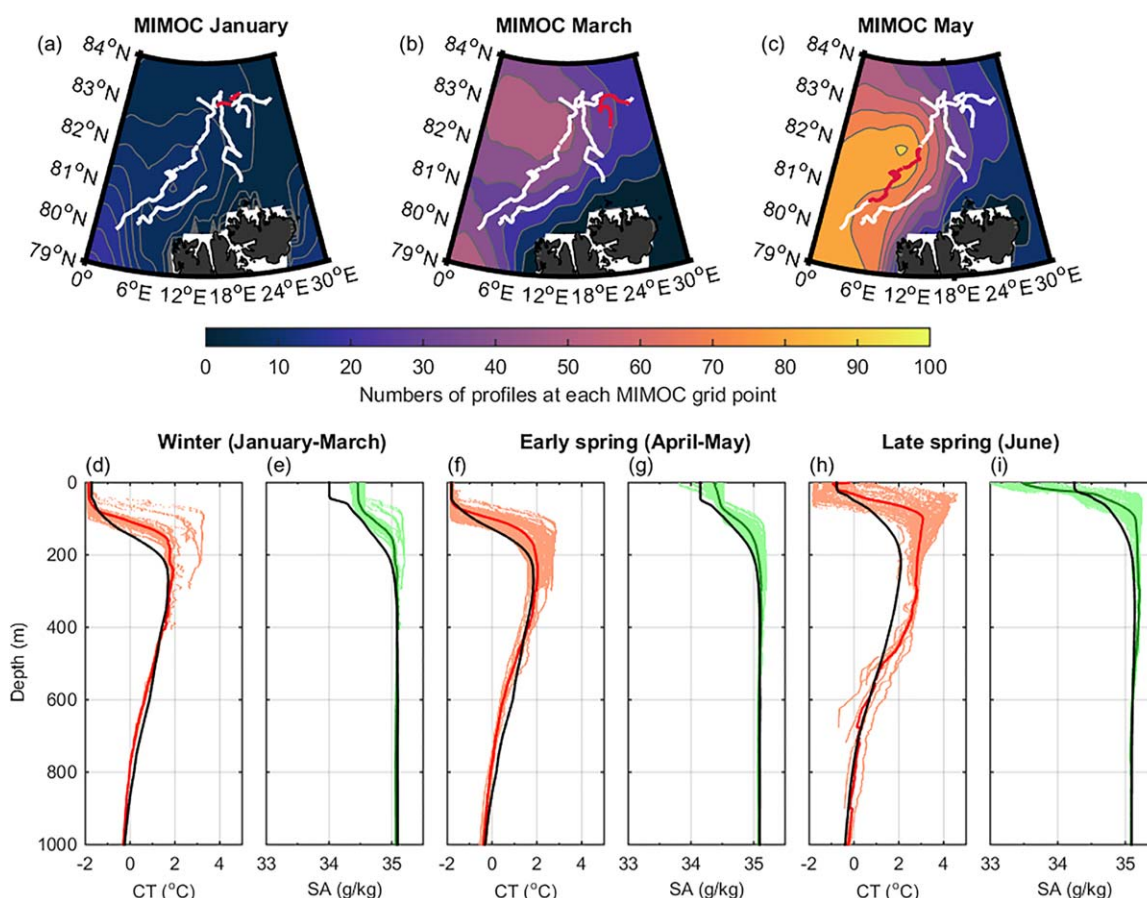 MIMOC January
MIMOC March
MIMOC May
(a)
84°N
83°N
82°N
81°N
80°N
79°N
0°
6°E
12°E
18°E
24°E
30°E
(b)
84°N
83°N
82°N
81°N
80°N
79°N
0°
6°E
12°E
18°E
24°E
30°E
(c)
84°N
83°N
82°N
81°N
80°N
79°N
0°
6°E
12°E
18°E
24°E
30°E
0 10 20 30 40 50 60 70 80 90 100
Numbers of profiles at each MIMOC grid point
Winter (January-March)
Early spring (April-May)
Late spring (June)
(d) (e) (f) (g) (h) (i)
Depth (m)
0
200
400
600
800
1000
-2 0 2 4
CT (°C)
33 34 35
SA (g/kg)
-2 0 2 4
CT (°C)
33 34 35
SA (g/kg)
-2 0 2 4
CT (°C)
33 34 35
SA (g/kg)